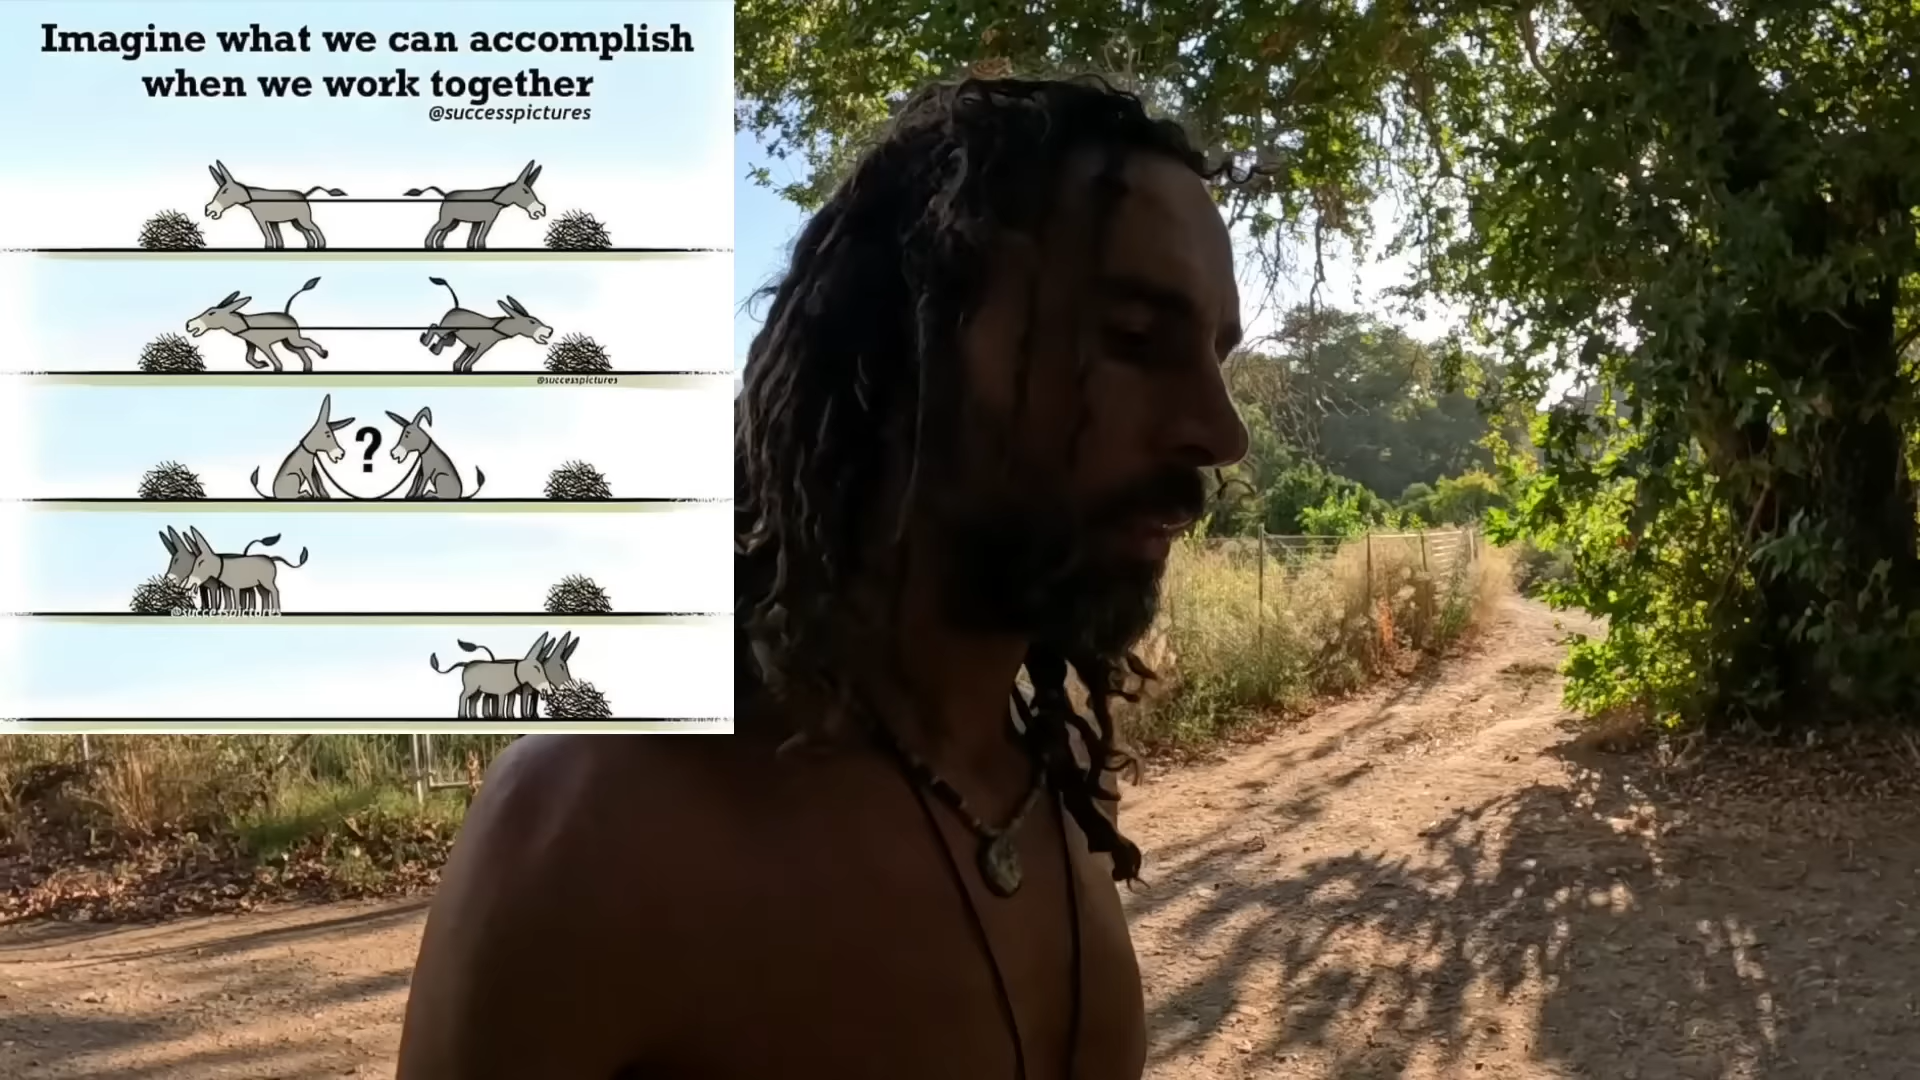 Imagine what we can accomplish
when we work together
@successpictures
@successpictures
?
@successpictures